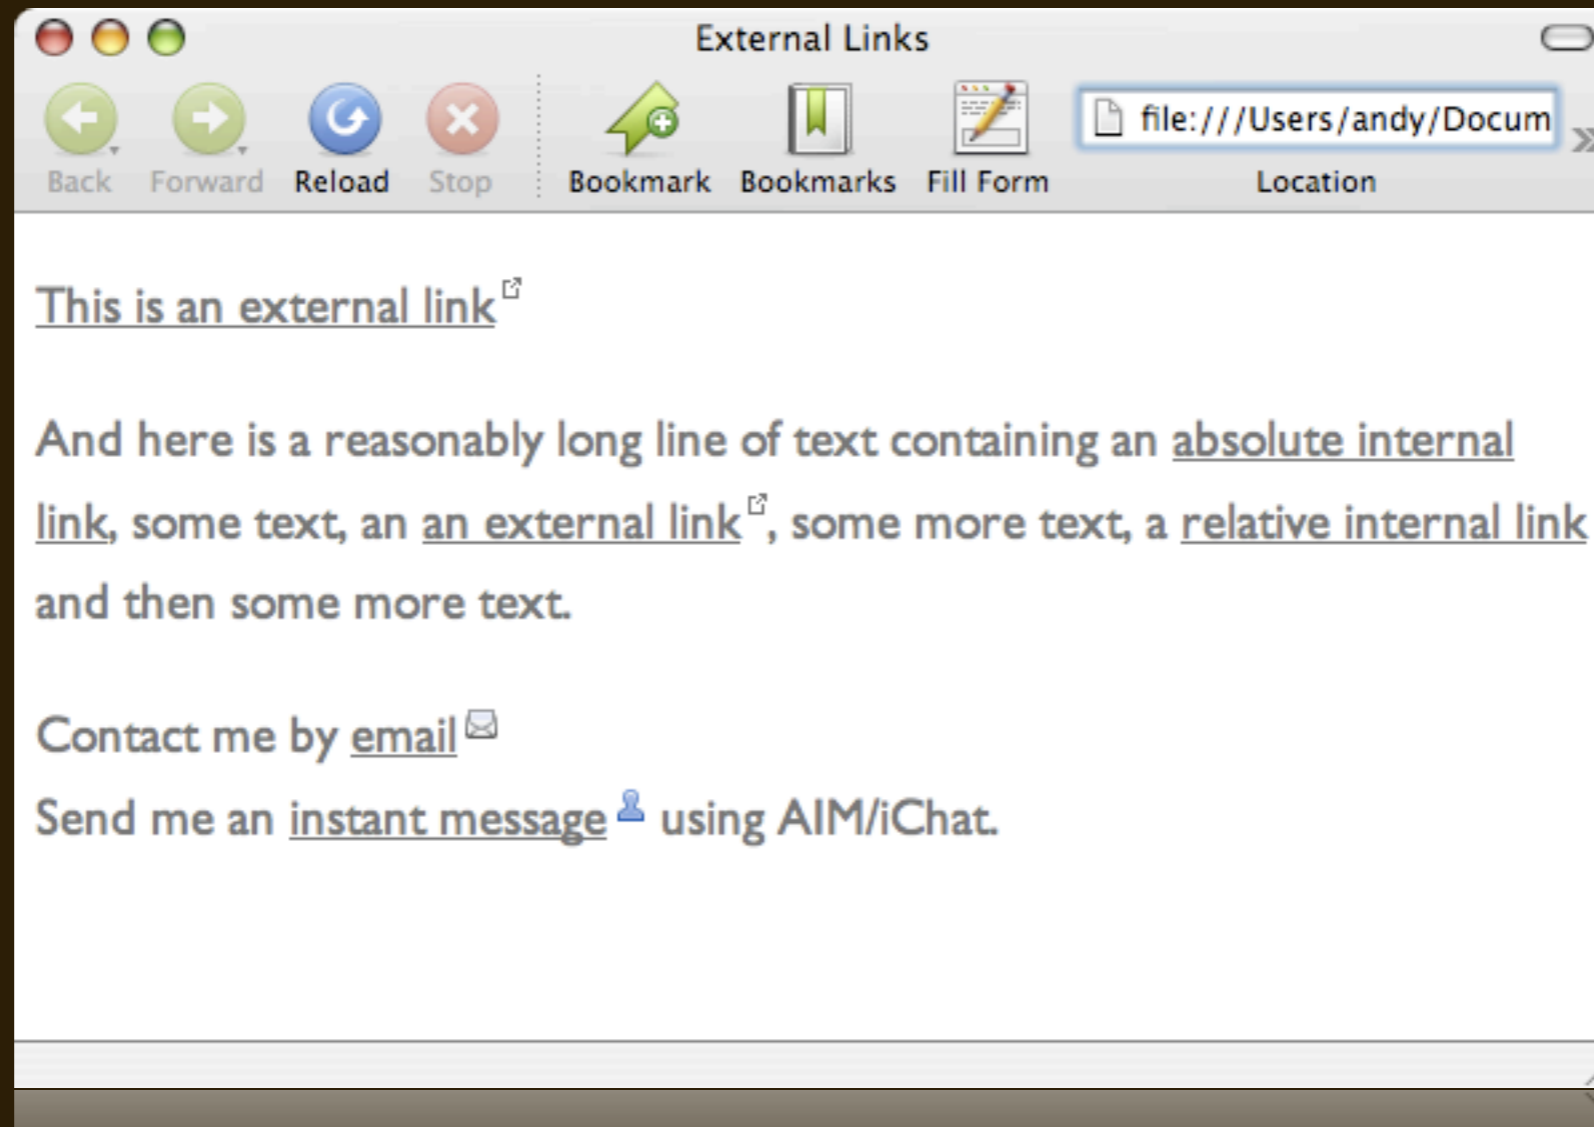 External Links
file:///Users/andy/Docum
Back Forward Reload Stop Bookmark Bookmarks Fill Form Location
This is an external link
And here is a reasonably long line of text containing an absolute internal
link, some text, an an external link, some more text, a relative internal link
and then some more text.
Contact me by email
Send me an instant message using AIM/iChat.